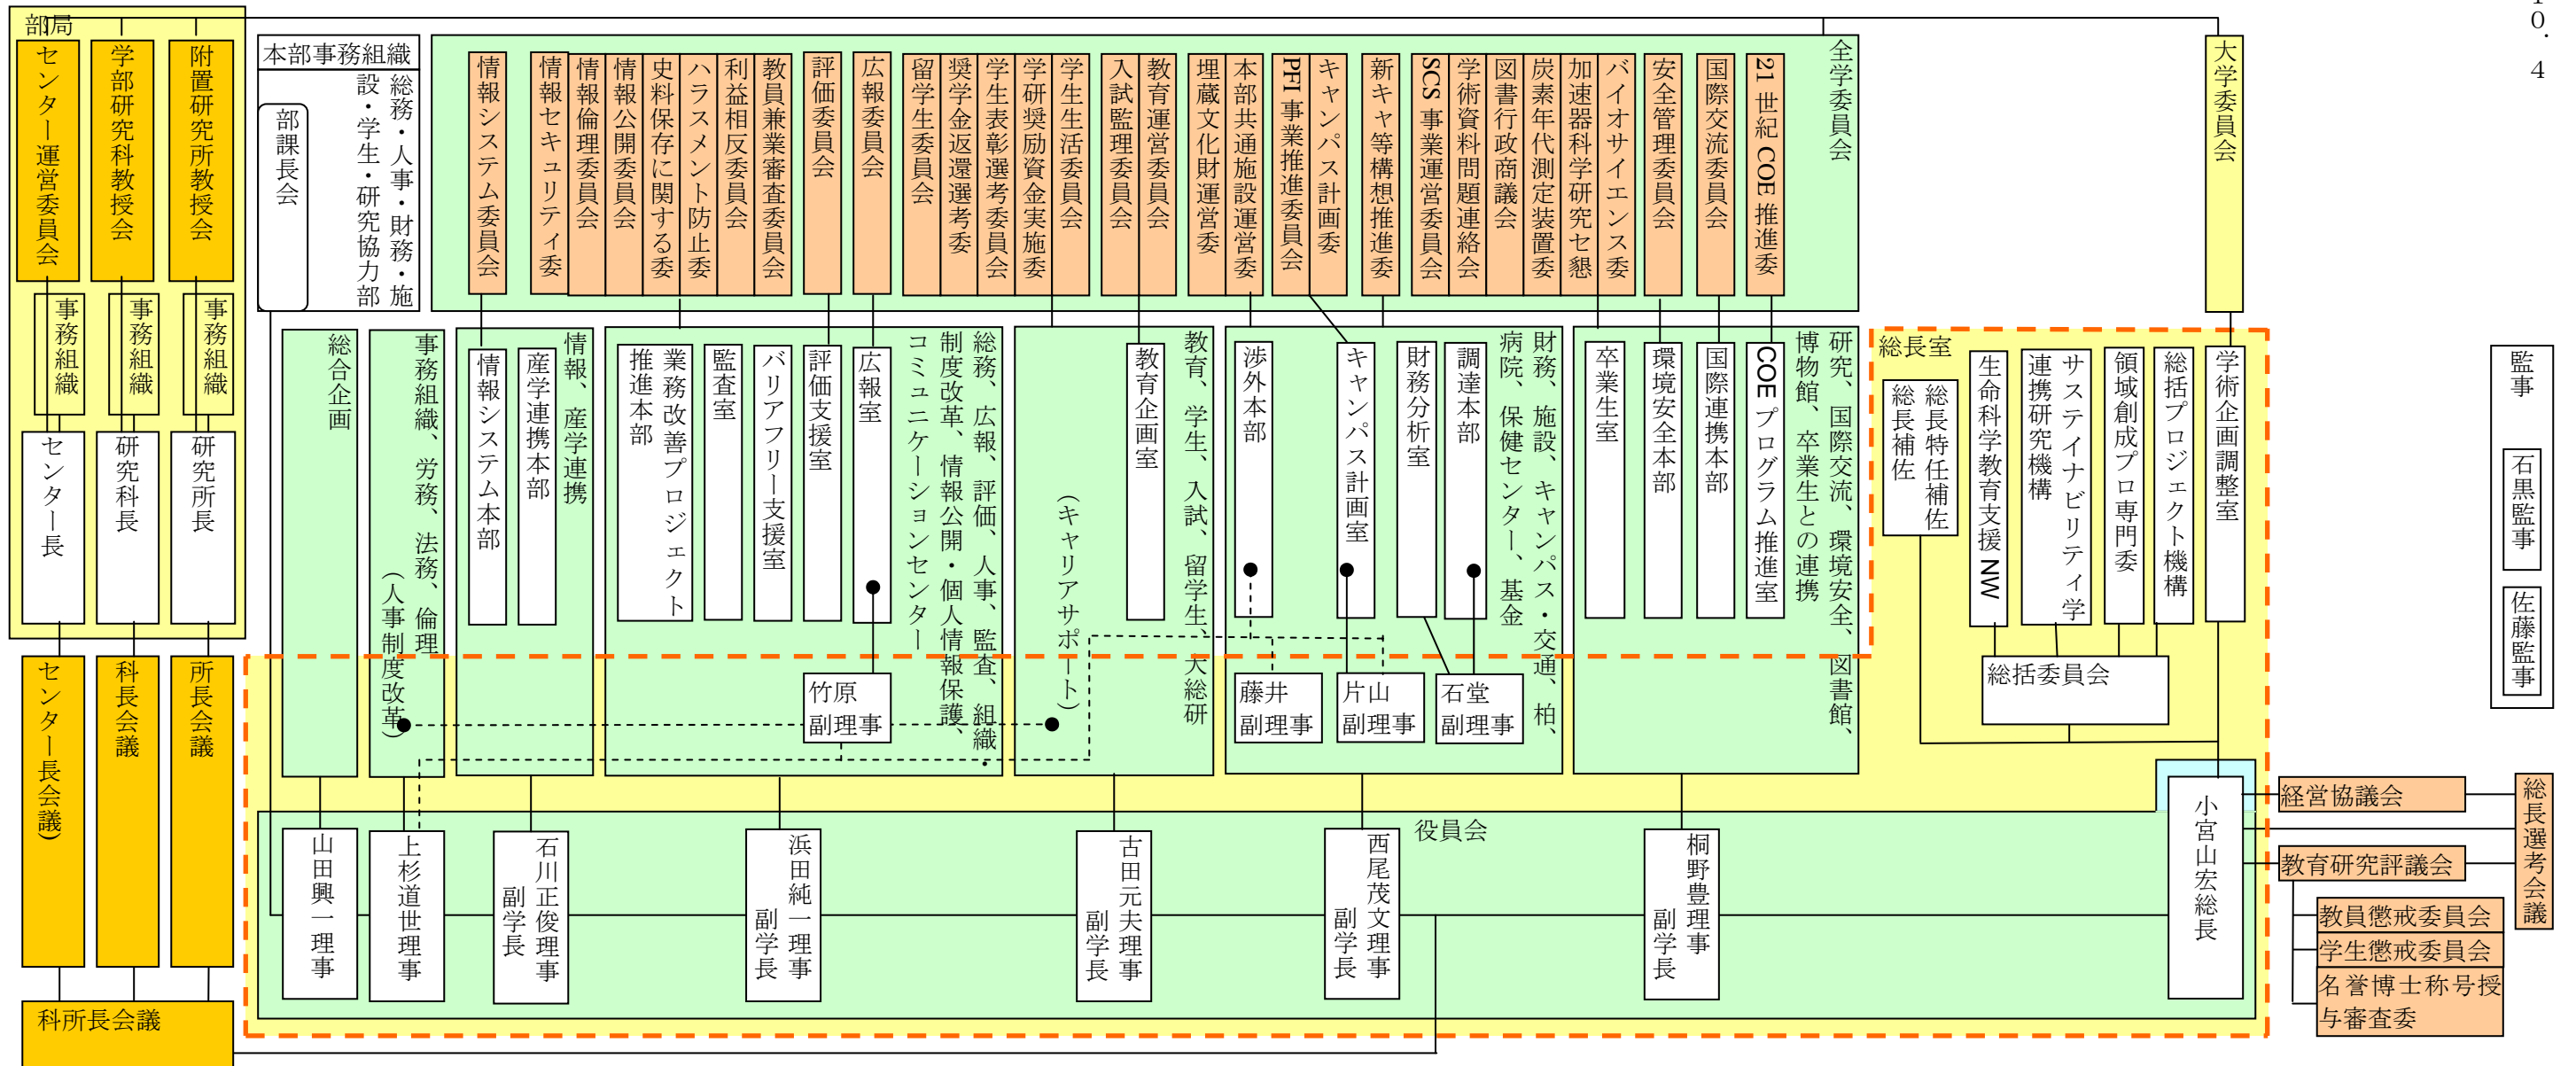 10.4
部局
センター運営委員会
学部研究科教授会
附置研究所教授会
事務組織
事務組織
事務組織
センター長
研究科長
研究所長
センター長会議)
科長会議
所長会議
科所長会議
本部事務組織
総務・人事・財務・施
設・学生・研究協力部
部課長会
全学委員会
情報システム委員会
情報セキュリティ委
情報倫理委員会
情報公開委員会
史料保存に関する委
ハラスメント防止委
利益相反委員会
教員兼業審査委員会
評価委員会
広報委員会
留学生委員会
奨学金返還選考委
学生表彰選考委員会
学研奨励資金実施委
学生生活委員会
入試監理委員会
教育運営委員会
埋蔵文化財運営委
本部共通施設運営委
PFI 事業推進委員会
キャンパス計画委
新キャ等構想推進委
SCS 事業運営委員会
学術資料問題連絡会
図書行政商議会
炭素年代測定装置委
加速器科学研究セ懇
バイオサイエンス委
安全管理委員会
国際交流委員会
21 世紀 COE 推進委
大学委員会
総合企画
事務組織、労務、法務、倫理
(人事制度改革)
情報、産学連携
情報システム本部
産学連携本部
総務、広報、評価、人事、監査、組織・
制度改革、情報公開・個人情報保護、
コミュニケーションセンター
業務改善プロジェクト
推進本部
監査室
バリアフリー支援室
評価支援室
広報室
竹原
副理事
教育、学生、入試、留学生、大総研
(キャリアサポート)
教育企画室
財務、施設、キャンパス・交通、柏、
病院、保健センター、基金
渉外本部
キャンパス計画室
財務分析室
調達本部
藤井
副理事
片山
副理事
石堂
副理事
研究、国際交流、環境安全、図書館、
博物館、卒業生との連携
卒業生室
環境安全本部
国際連携本部
COE プログラム推進室
総長室
総長特任補佐
総長補佐
生命科学教育支援 NW
サステイナビリティ学
連携研究機構
領域創成プロ専門委
総括プロジェクト機構
学術企画調整室
総括委員会
監事
石黒監事
佐藤監事
役員会
山田興一理事
上杉道世理事
石川正俊理事
副学長
浜田純一理事
副学長
古田元夫理事
副学長
西尾茂文理事
副学長
桐野豊理事
副学長
小宮山宏総長
経営協議会
教育研究評議会
総長選考会議
教員懲戒委員会
学生懲戒委員会
名誉博士称号授
与審査委